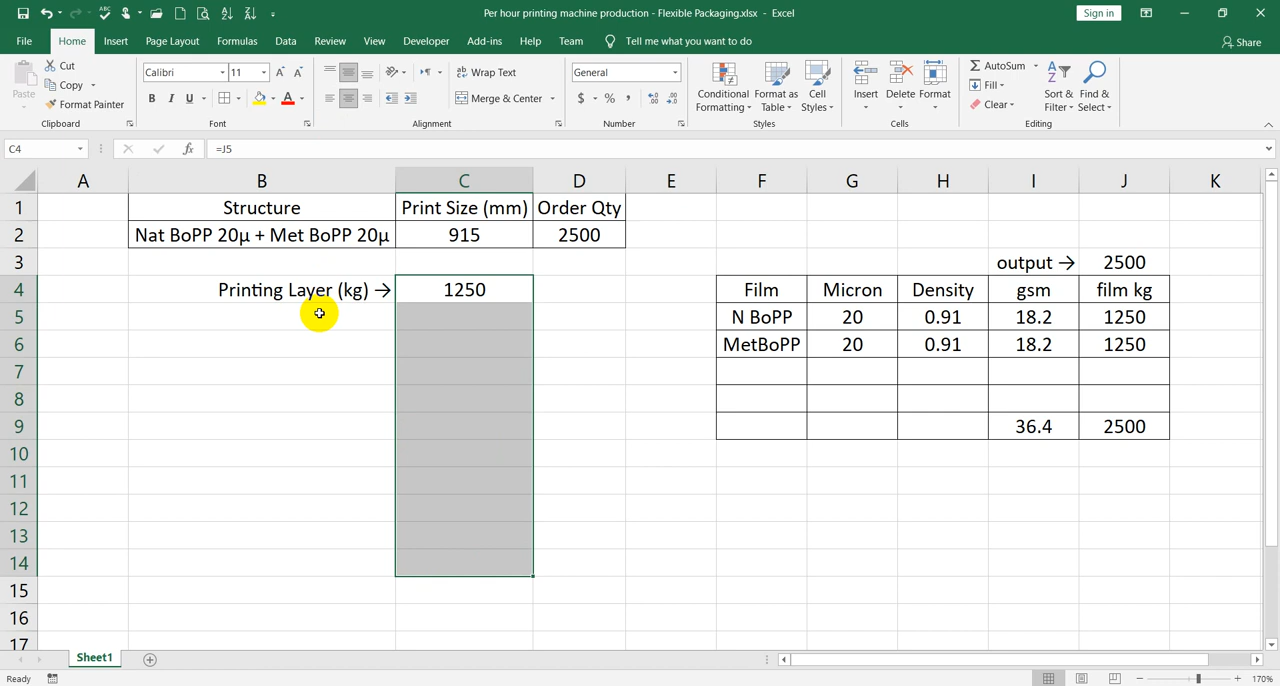 Per hour printing machine production - Flexible Packaging.xlsx - Excel
Sign in
File Home Insert Page Layout Formulas Data Review View Developer Add-ins Help Team Tell me what you want to do
Share
Paste
Cut
Copy
Format Painter
Clipboard
Calibri 11
B I U
Font
Wrap Text
Merge & Center
Alignment
General
$ % ,
Number
Conditional Formatting
Format as Table
Cell Styles
Styles
Insert Delete Format
Cells
AutoSum
Fill
Clear
Sort & Filter
Find & Select
Editing
C4 fx =J5
A B C D E F G H I J K
1 Structure Print Size (mm) Order Qty
2 Nat BoPP 20µ + Met BoPP 20µ 915 2500
3 output → 2500
4 Printing Layer (kg) → 1250 Film Micron Density gsm film kg
5 N BoPP 20 0.91 18.2 1250
6 MetBoPP 20 0.91 18.2 1250
7
8
9 36.4 2500
10
11
12
13
14
15
16
17
Sheet1
Ready
170%